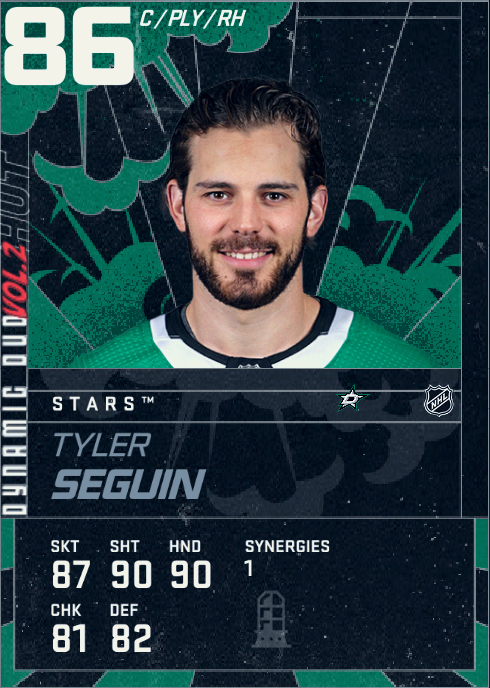 86
C / PLY / RH
HUT
DYNAMIC DUO VOL.2
STARS™
NHL
TYLER
SEGUIN
SKT SHT HND SYNERGIES
87 90 90 1
CHK DEF
81 82